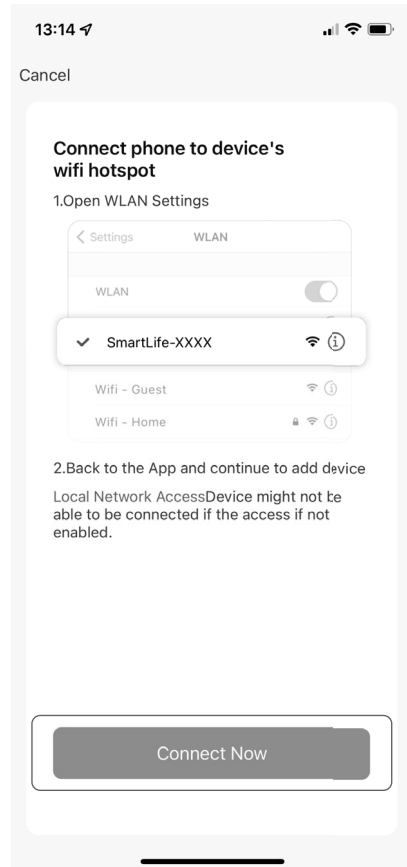 13:14
Cancel
Connect phone to device's
wifi hotspot
1.Open WLAN Settings
Settings WLAN
WLAN
SmartLife-XXXX
Wifi - Guest
Wifi - Home
2.Back to the App and continue to add device
Local Network AccessDevice might not be
able to be connected if the access if not
enabled.
Connect Now